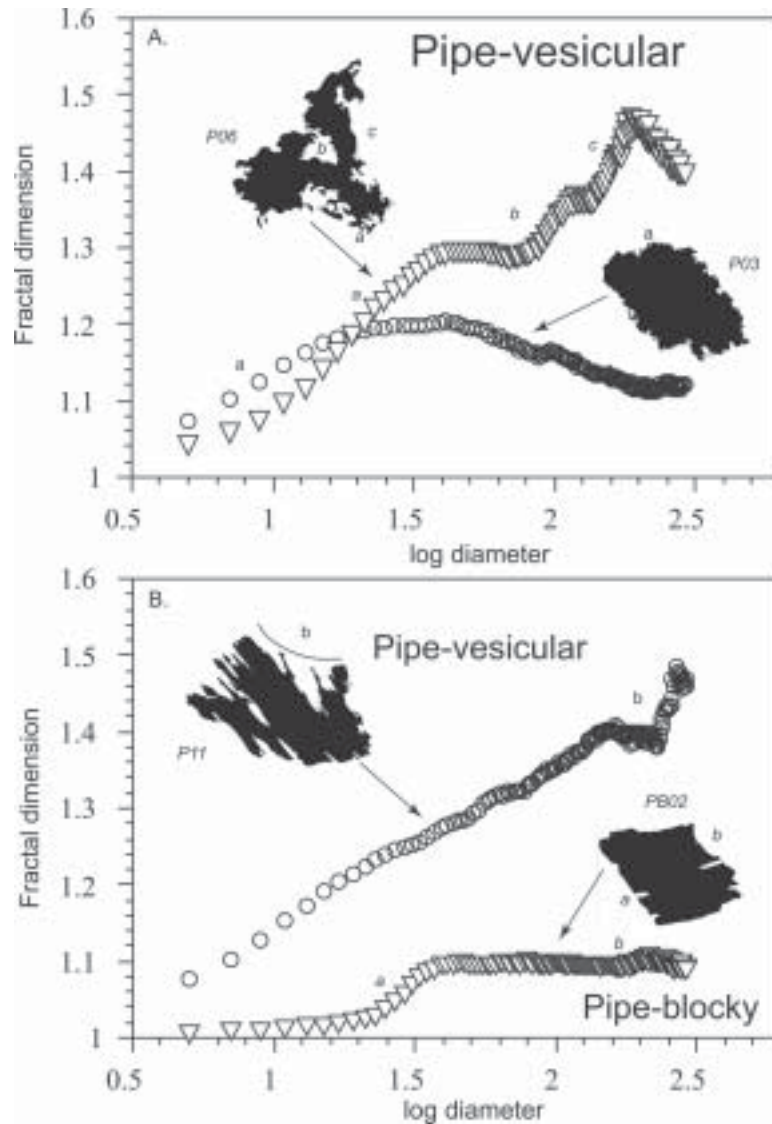 A.
Pipe-vesicular
P06
c
b
a
a
b
c
a
P03
a
Fractal dimension
1.6
1.5
1.4
1.3
1.2
1.1
1
0.5 1 1.5 2 2.5
log diameter
B.
Pipe-vesicular
b
P11
b
PB02
b
a
b
a
Pipe-blocky
Fractal dimension
1.6
1.5
1.4
1.3
1.2
1.1
1
0.5 1 1.5 2 2.5
log diameter